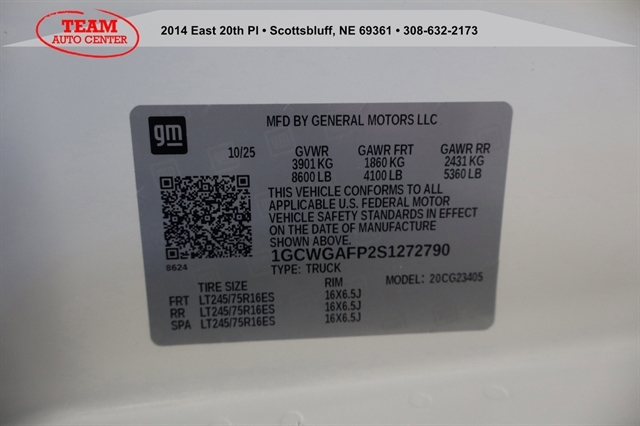 TEAM
AUTO CENTER
2014 East 20th Pl • Scottsbluff, NE 69361 • 308-632-2173
gm
MFD BY GENERAL MOTORS LLC
10/25 GVWR GAWR FRT GAWR RR
3901 KG 1860 KG 2431 KG
8600 LB 4100 LB 5360 LB
THIS VEHICLE CONFORMS TO ALL
APPLICABLE U.S. FEDERAL MOTOR
VEHICLE SAFETY STANDARDS IN EFFECT
ON THE DATE OF MANUFACTURE
SHOWN ABOVE.
8624
1GCWGAFP2S1272790
TYPE: TRUCK MODEL: 20CG23405
TIRE SIZE RIM
FRT LT245/75R16ES 16X6.5J
RR LT245/75R16ES 16X6.5J
SPA LT245/75R16ES 16X6.5J